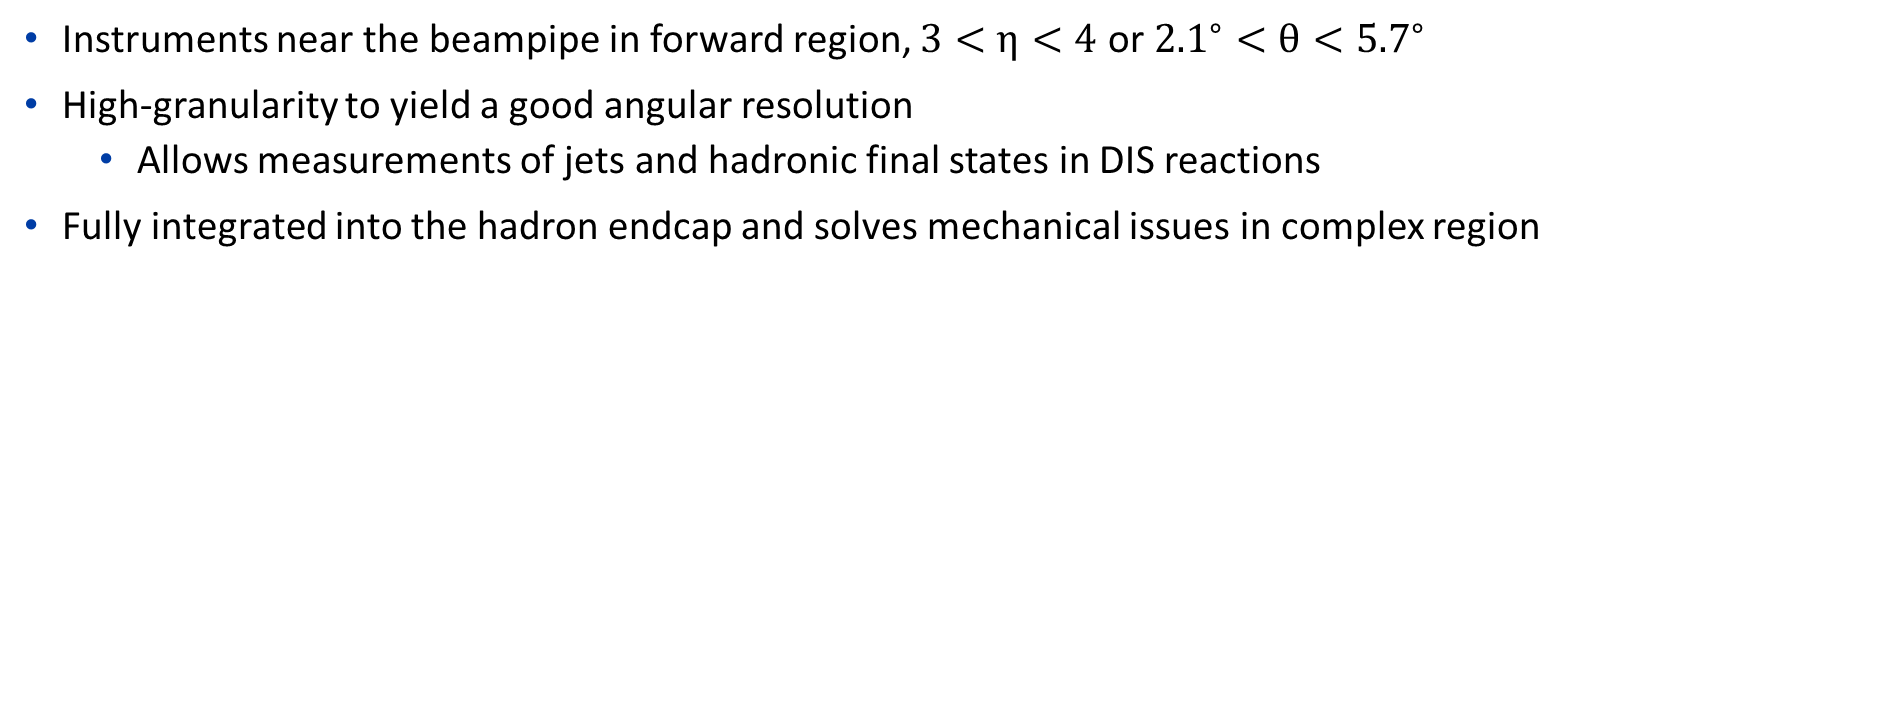 • Instruments near the beampipe in forward region, 3 < η < 4 or 2.1° < θ < 5.7°
• High-granularity to yield a good angular resolution
• Allows measurements of jets and hadronic final states in DIS reactions
• Fully integrated into the hadron endcap and solves mechanical issues in complex region